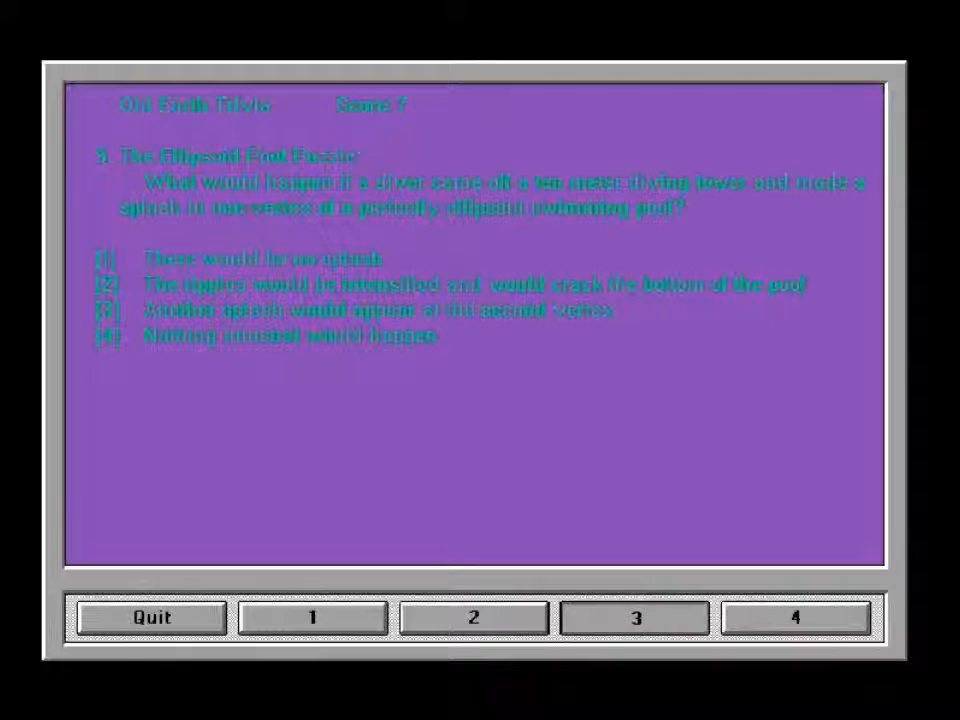 Old Earth Trivia Score: 7
5. The Ellipsoid Pool Puzzle:
What would happen if a diver came off a ten meter diving tower and made a
splash in one vertex of a perfectly ellipsoid swimming pool?
[1] There would be no splash
[2] The ripples would be intensified and would crack the bottom of the pool
[3] Another splash would appear at the second vertex
[4] Nothing unusual would happen
Quit 1 2 3 4